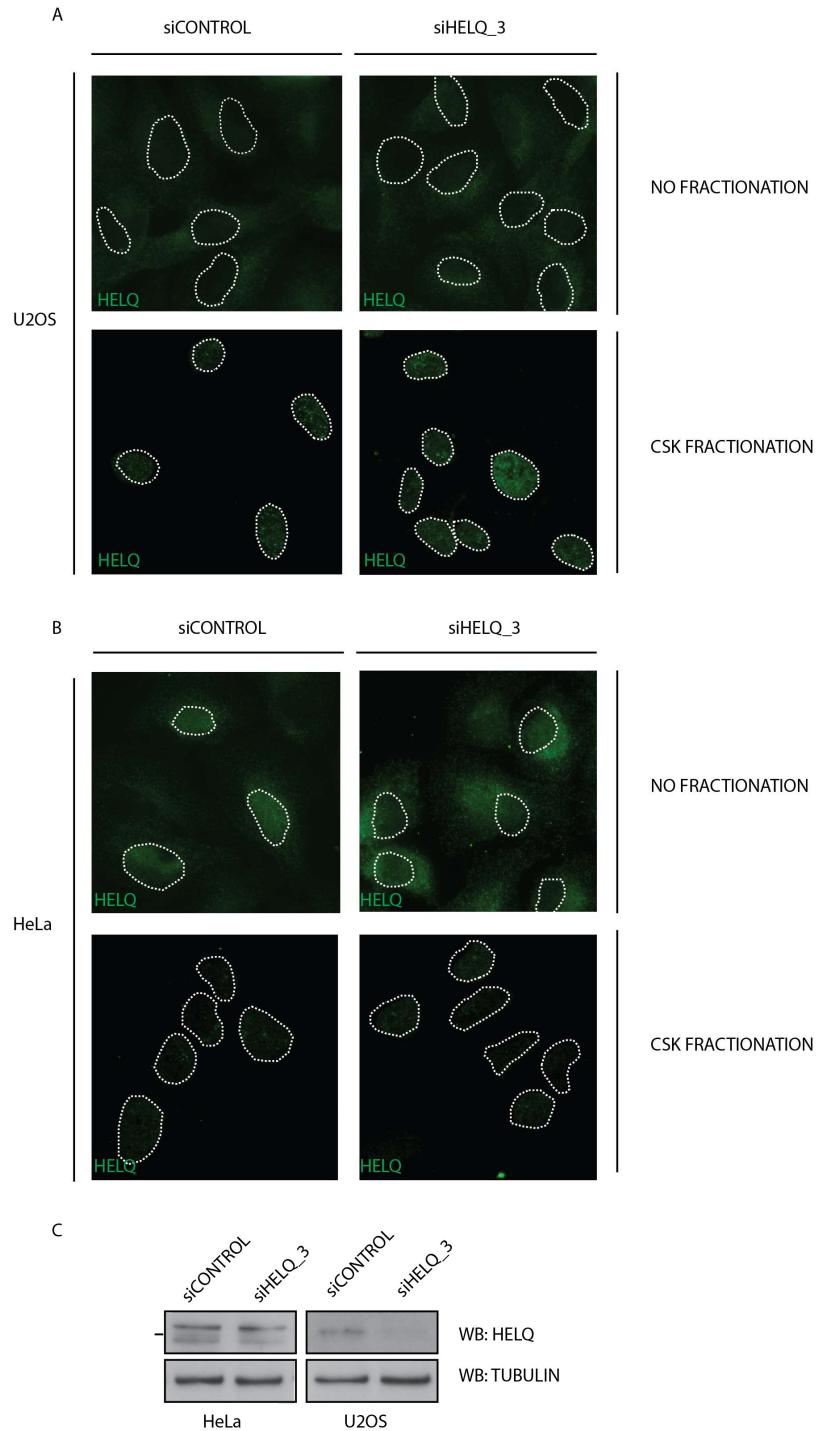 A
siCONTROL
siHELQ_3
HELQ
HELQ
NO FRACTIONATION
U2OS
HELQ
HELQ
CSK FRACTIONATION
B
siCONTROL
siHELQ_3
HELQ
HELQ
NO FRACTIONATION
HeLa
HELQ
HELQ
CSK FRACTIONATION
C
siCONTROL
siHELQ_3
siCONTROL
siHELQ_3
WB: HELQ
WB: TUBULIN
HeLa
U2OS